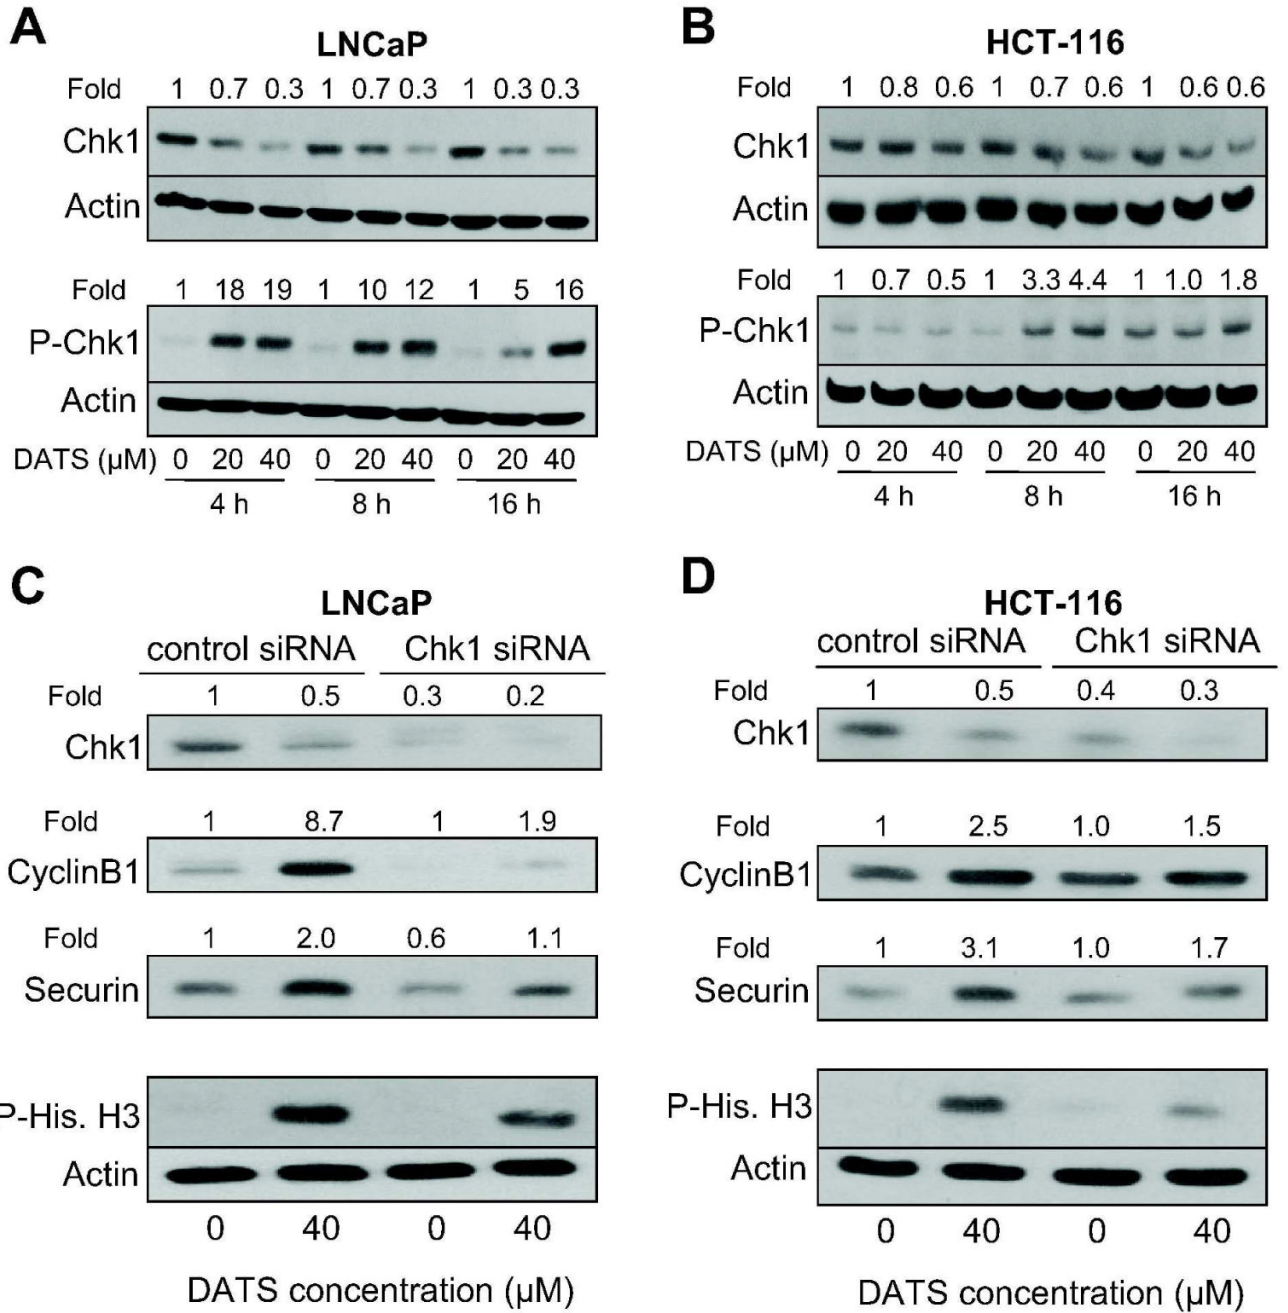 A
LNCaP
Fold 1 0.7 0.3 1 0.7 0.3 1 0.3 0.3
Chk1
Actin
Fold 1 18 19 1 10 12 1 5 16
P-Chk1
Actin
DATS (µM) 0 20 40 0 20 40 0 20 40
4 h 8 h 16 h
B
HCT-116
Fold 1 0.8 0.6 1 0.7 0.6 1 0.6 0.6
Chk1
Actin
Fold 1 0.7 0.5 1 3.3 4.4 1 1.0 1.8
P-Chk1
Actin
DATS (µM) 0 20 40 0 20 40 0 20 40
4 h 8 h 16 h
C
LNCaP
control siRNA Chk1 siRNA
Fold 1 0.5 0.3 0.2
Chk1
Fold 1 8.7 1 1.9
CyclinB1
Fold 1 2.0 0.6 1.1
Securin
P-His. H3
Actin
0 40 0 40
DATS concentration (µM)
D
HCT-116
control siRNA Chk1 siRNA
Fold 1 0.5 0.4 0.3
Chk1
Fold 1 2.5 1.0 1.5
CyclinB1
Fold 1 3.1 1.0 1.7
Securin
P-His. H3
Actin
0 40 0 40
DATS concentration (µM)